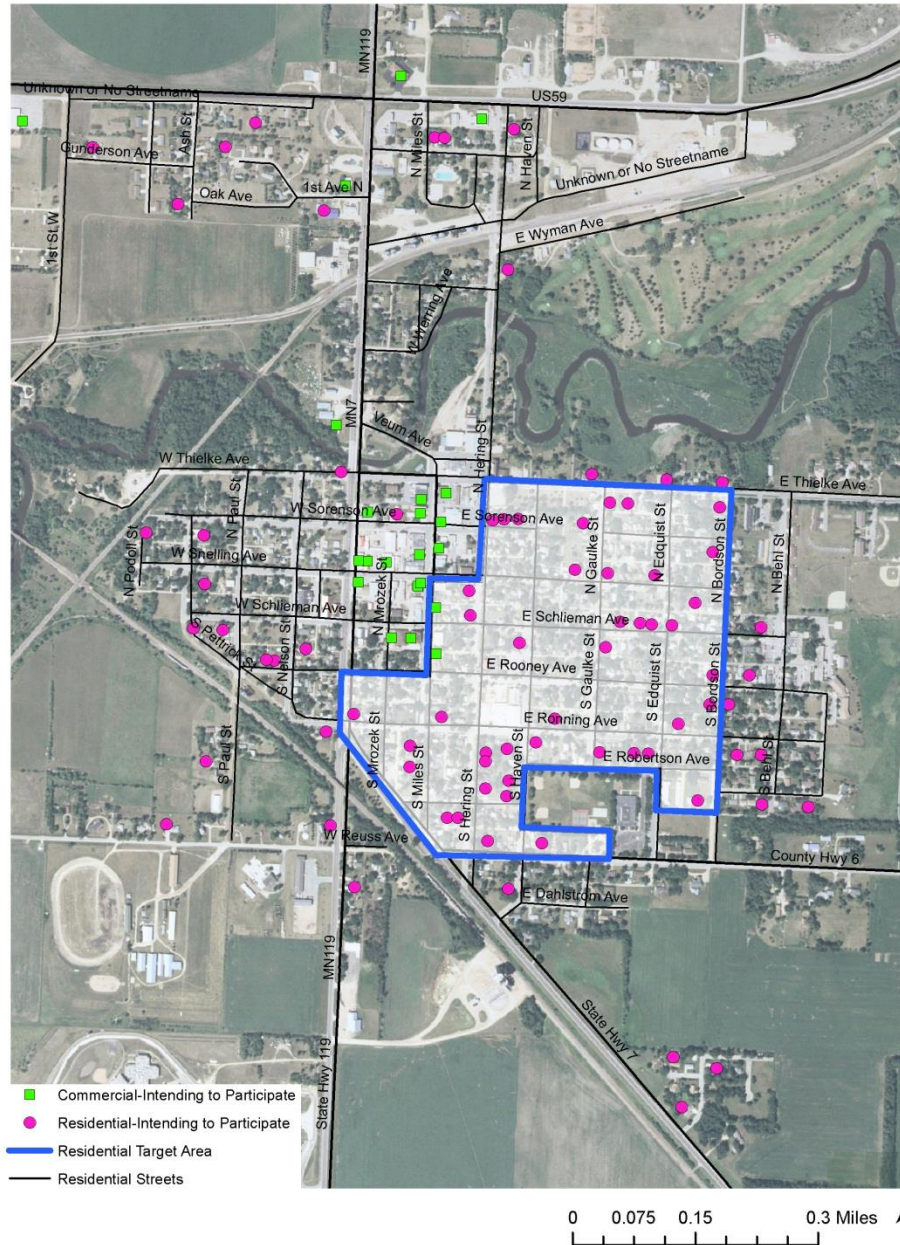 MN119
Unknown or No Streetname
US59
Ash St
N Miles St
N Haven St
Gunderson Ave
Unknown or No Streetname
Oak Ave
1st Ave N
1st St W
E Wyman Ave
W Werring Ave
MN7
Veum Ave
N Hering St
W Thielke Ave
E Thielke Ave
N Paul St
W Sorenson Ave
E Sorenson Ave
N Gaulke St
N Edquist St
N Bordson St
N Behl St
N Podoll St
W Snelling Ave
N Mrozek St
W Schlieman Ave
E Schlieman Ave
S Pettrick St
S Nelson St
E Rooney Ave
S Gaulke St
S Edquist St
S Bordson St
E Ronning Ave
S Paul St
S Mrozek St
S Miles St
S Hering St
S Haven St
E Robertson Ave
S Behl St
W Reuss Ave
County Hwy 6
E Dahlstrom Ave
MN119
State Hwy 119
State Hwy 7
Commercial-Intending to Participate
Residential-Intending to Participate
Residential Target Area
Residential Streets
0 0.075 0.15 0.3 Miles